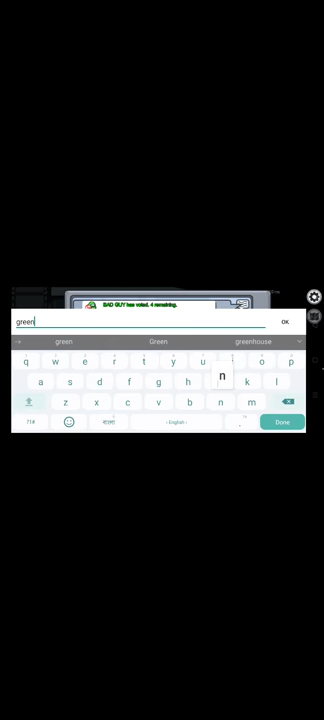 BAD GUY has voted. 4 remaining.
green
OK
green Green greenhouse
q w e r t y u o p
n
a s d f g h k l
z x c v b n m
?1# বাংলা English . Done